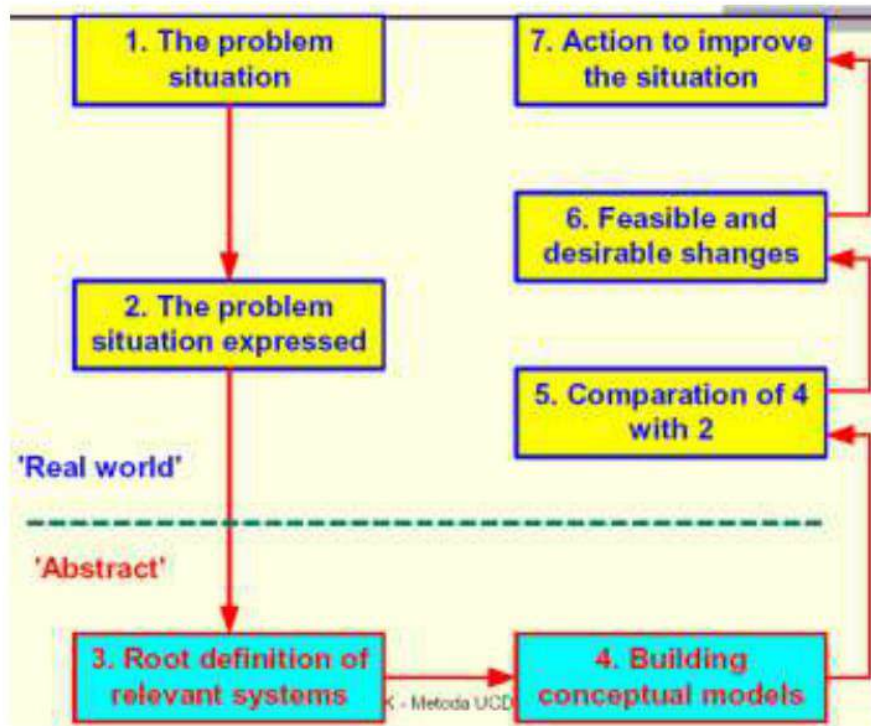 1. The problem
situation
7. Action to improve
the situation
6. Feasible and
desirable shanges
2. The problem
situation expressed
5. Comparation of 4
with 2
'Real world'
'Abstract'
3. Root definition of
relevant systems
4. Building
conceptual models
K - Metoda UCD